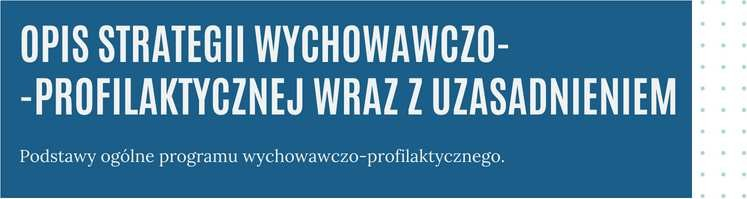 OPIS STRATEGII WYCHOWAWCZO-
-PROFILAKTYCZNEJ WRAZ Z UZASADNIENIEM
Podstawy ogólne programu wychowawczo-profilaktycznego.